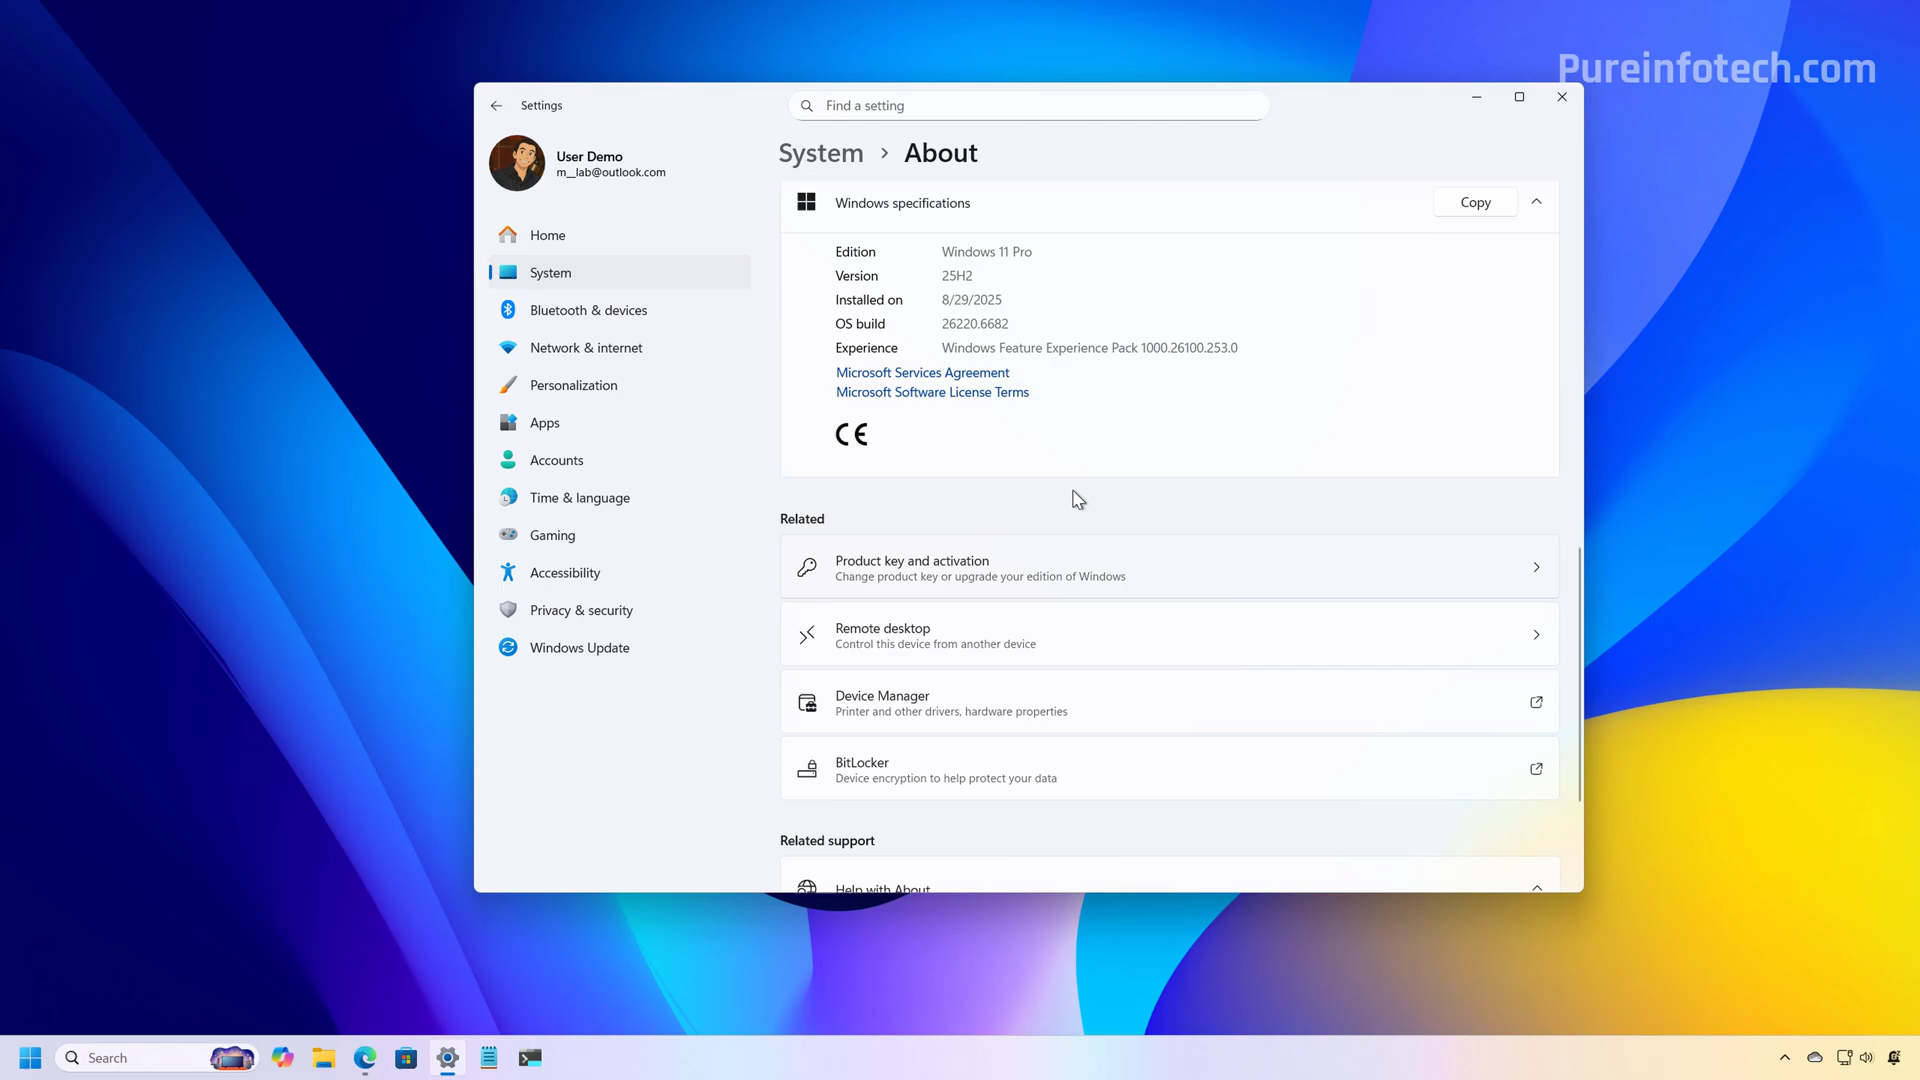 Pureinfotech.com
Settings
Find a setting
User Demo
m__lab@outlook.com
System > About
Home
System
Bluetooth & devices
Network & internet
Personalization
Apps
Accounts
Time & language
Gaming
Accessibility
Privacy & security
Windows Update
Windows specifications
Copy
Edition Windows 11 Pro
Version 25H2
Installed on 8/29/2025
OS build 26220.6682
Experience Windows Feature Experience Pack 1000.26100.253.0
Microsoft Services Agreement
Microsoft Software License Terms
CE
Related
Product key and activation
Change product key or upgrade your edition of Windows
Remote desktop
Control this device from another device
Device Manager
Printer and other drivers, hardware properties
BitLocker
Device encryption to help protect your data
Related support
Help with About
Search